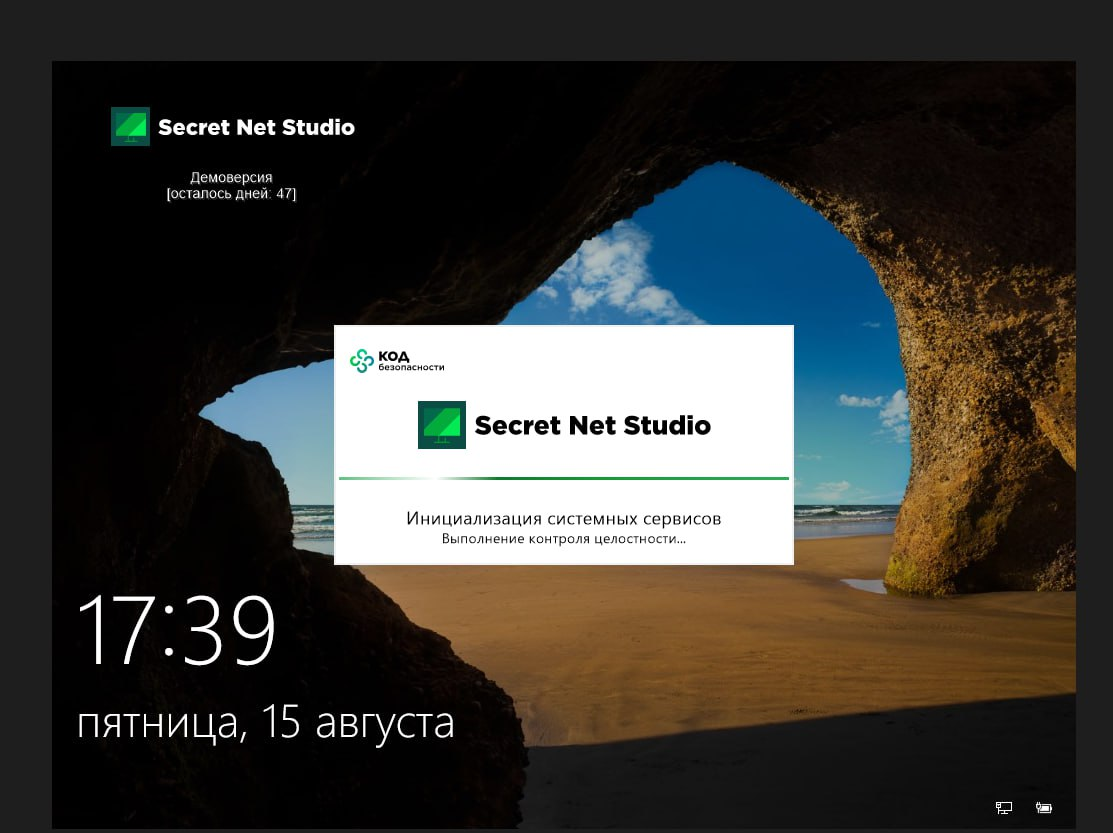 Secret Net Studio
Демоверсия
[осталось дней: 47]
КОД
безопасности
Secret Net Studio
Инициализация системных сервисов
Выполнение контроля целостности...
17:39
пятница, 15 августа